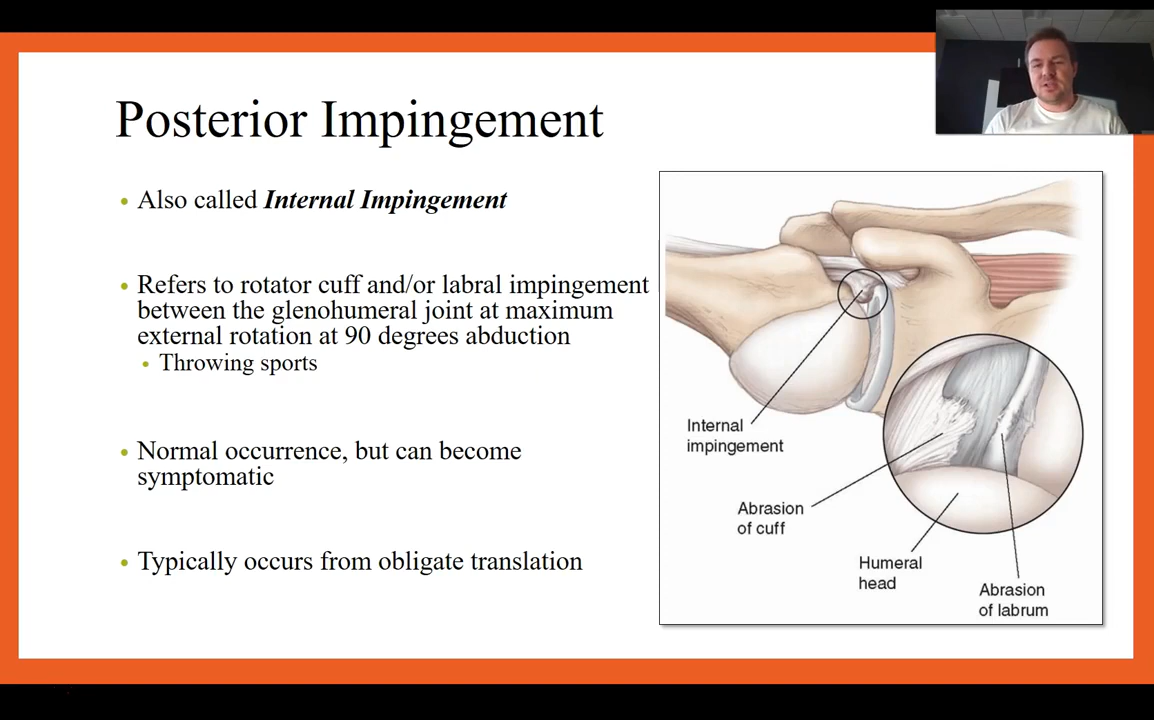 Posterior Impingement
Also called Internal Impingement
Refers to rotator cuff and/or labral impingement
between the glenohumeral joint at maximum
external rotation at 90 degrees abduction
Throwing sports
Normal occurrence, but can become
symptomatic
Typically occurs from obligate translation
Internal
impingement
Abrasion
of cuff
Humeral
head
Abrasion
of labrum